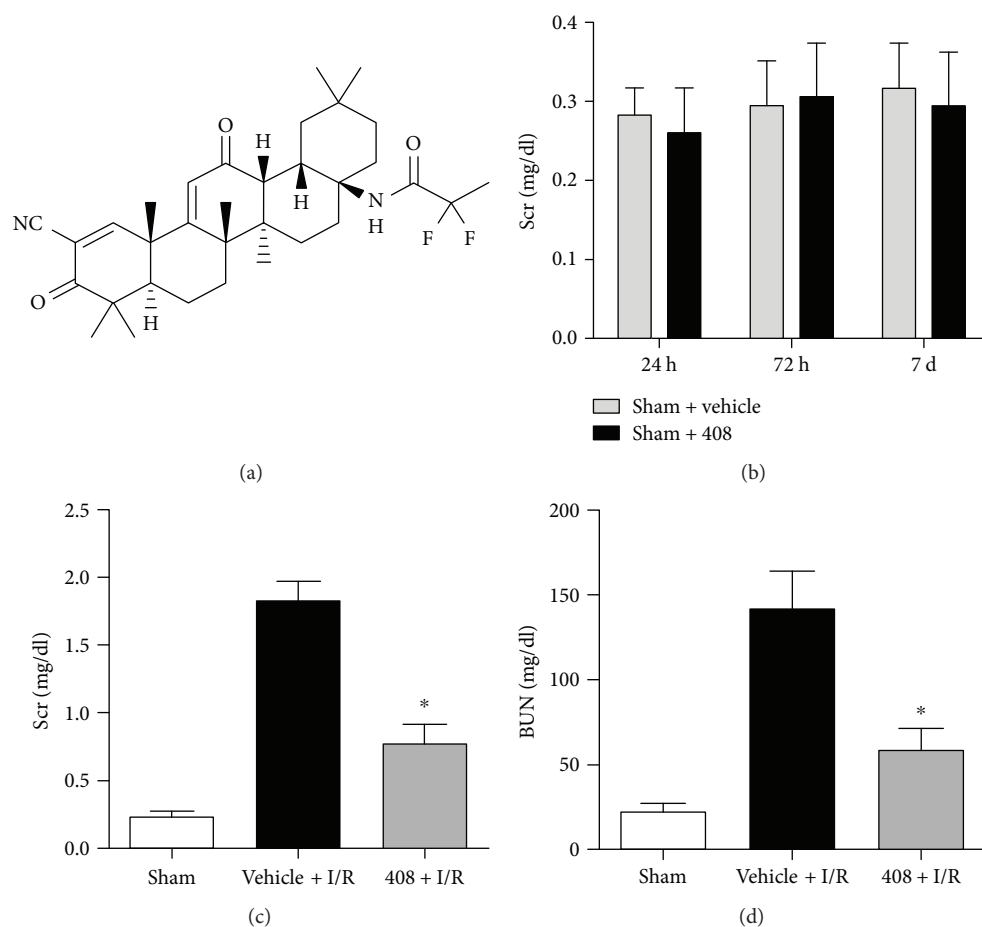 O
H
O
NC
H
N
H
F
F
O
H
(a)
0.4
0.3
0.2
0.1
0.0
Scr (mg/dl)
24 h
72 h
7 d
Sham + vehicle
Sham + 408
(b)
2.5
2.0
1.5
1.0
0.5
0.0
Scr (mg/dl)
*
Sham
Vehicle + I/R
408 + I/R
(c)
200
150
100
50
0
BUN (mg/dl)
*
Sham
Vehicle + I/R
408 + I/R
(d)